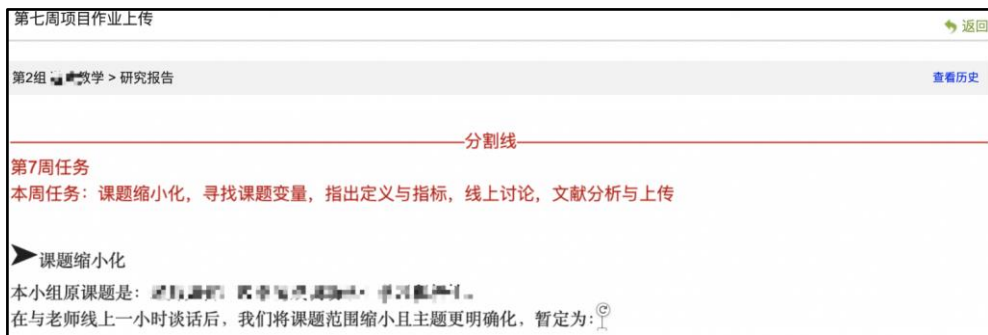 第七周项目作业上传
返回
第2组 教学 > 研究报告
查看历史
分割线
第7周任务
本周任务：课题缩小化，寻找课题变量，指出定义与指标，线上讨论，文献分析与上传
➤课题缩小化
本小组原课题是：
在与老师线上一小时谈话后，我们将课题范围缩小且主题更明确化，暂定为：